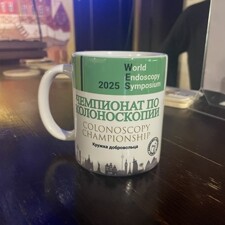 World
Endoscopy
2025 Symposium
ЧЕМПИОНАТ ПО
КОЛОНОСКОПИИ
COLONOSCOPY
CHAMPIONSHIP
Кружка добровольца